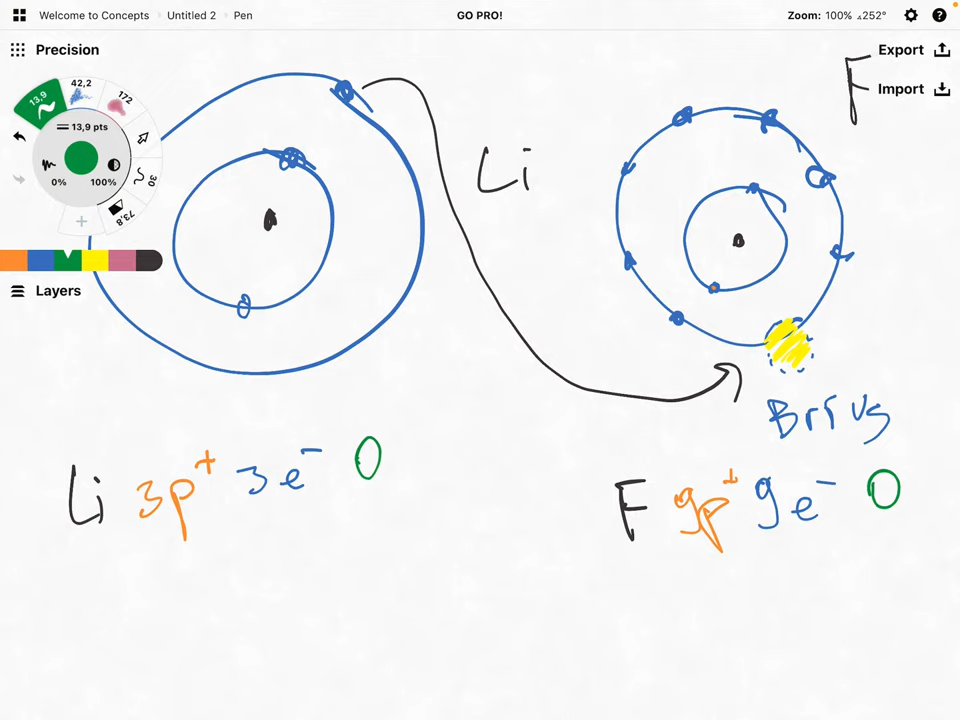 Welcome to Concepts › Untitled 2 › Pen
GO PRO!
Zoom: 100% ⊿252°
Precision
Export
Import
42,2
13,9
172
13,9 pts
0%
100%
30
73,8
Layers
Li
F
Brīvs
Li 3p⁺ 3e⁻ 0
F 9p⁺ 9e⁻ 0